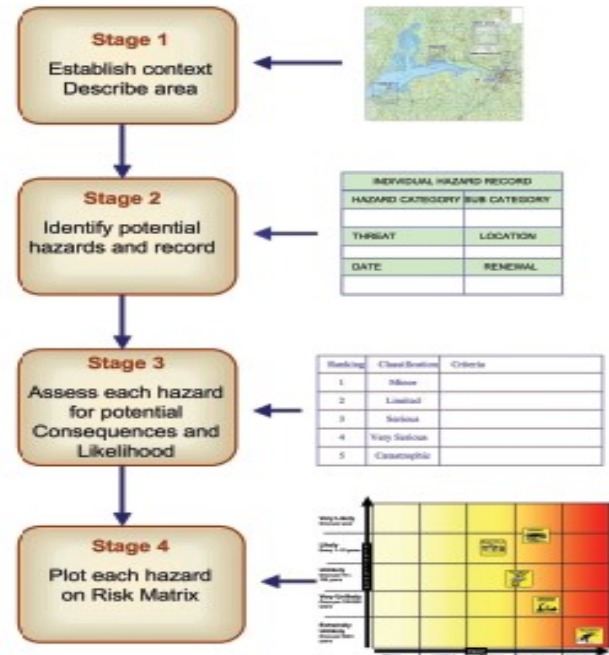 Stage 1
Establish context
Describe area
Stage 2
Identify potential
hazards and record
INDIVIDUAL HAZARD RECORD
HAZARD CATEGORY SUB CATEGORY
THREAT LOCATION
DATE RENEWAL
Stage 3
Assess each hazard
for potential
Consequences and
Likelihood
Ranking Classification Criteria
1 Minor
2 Limited
3 Serious
4 Very Serious
5 Catastrophic
Stage 4
Plot each hazard
on Risk Matrix
Very Likely
Likely
Unlikely
Very Unlikely
Extremely
Unlikely